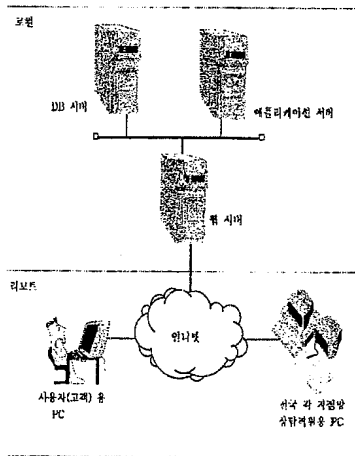 로컬
DB 서버
애플리케이션 서버
웹 서버
리모트
인터넷
사용자(고객) 용
PC
전국 각 지점망
상담직원용 PC